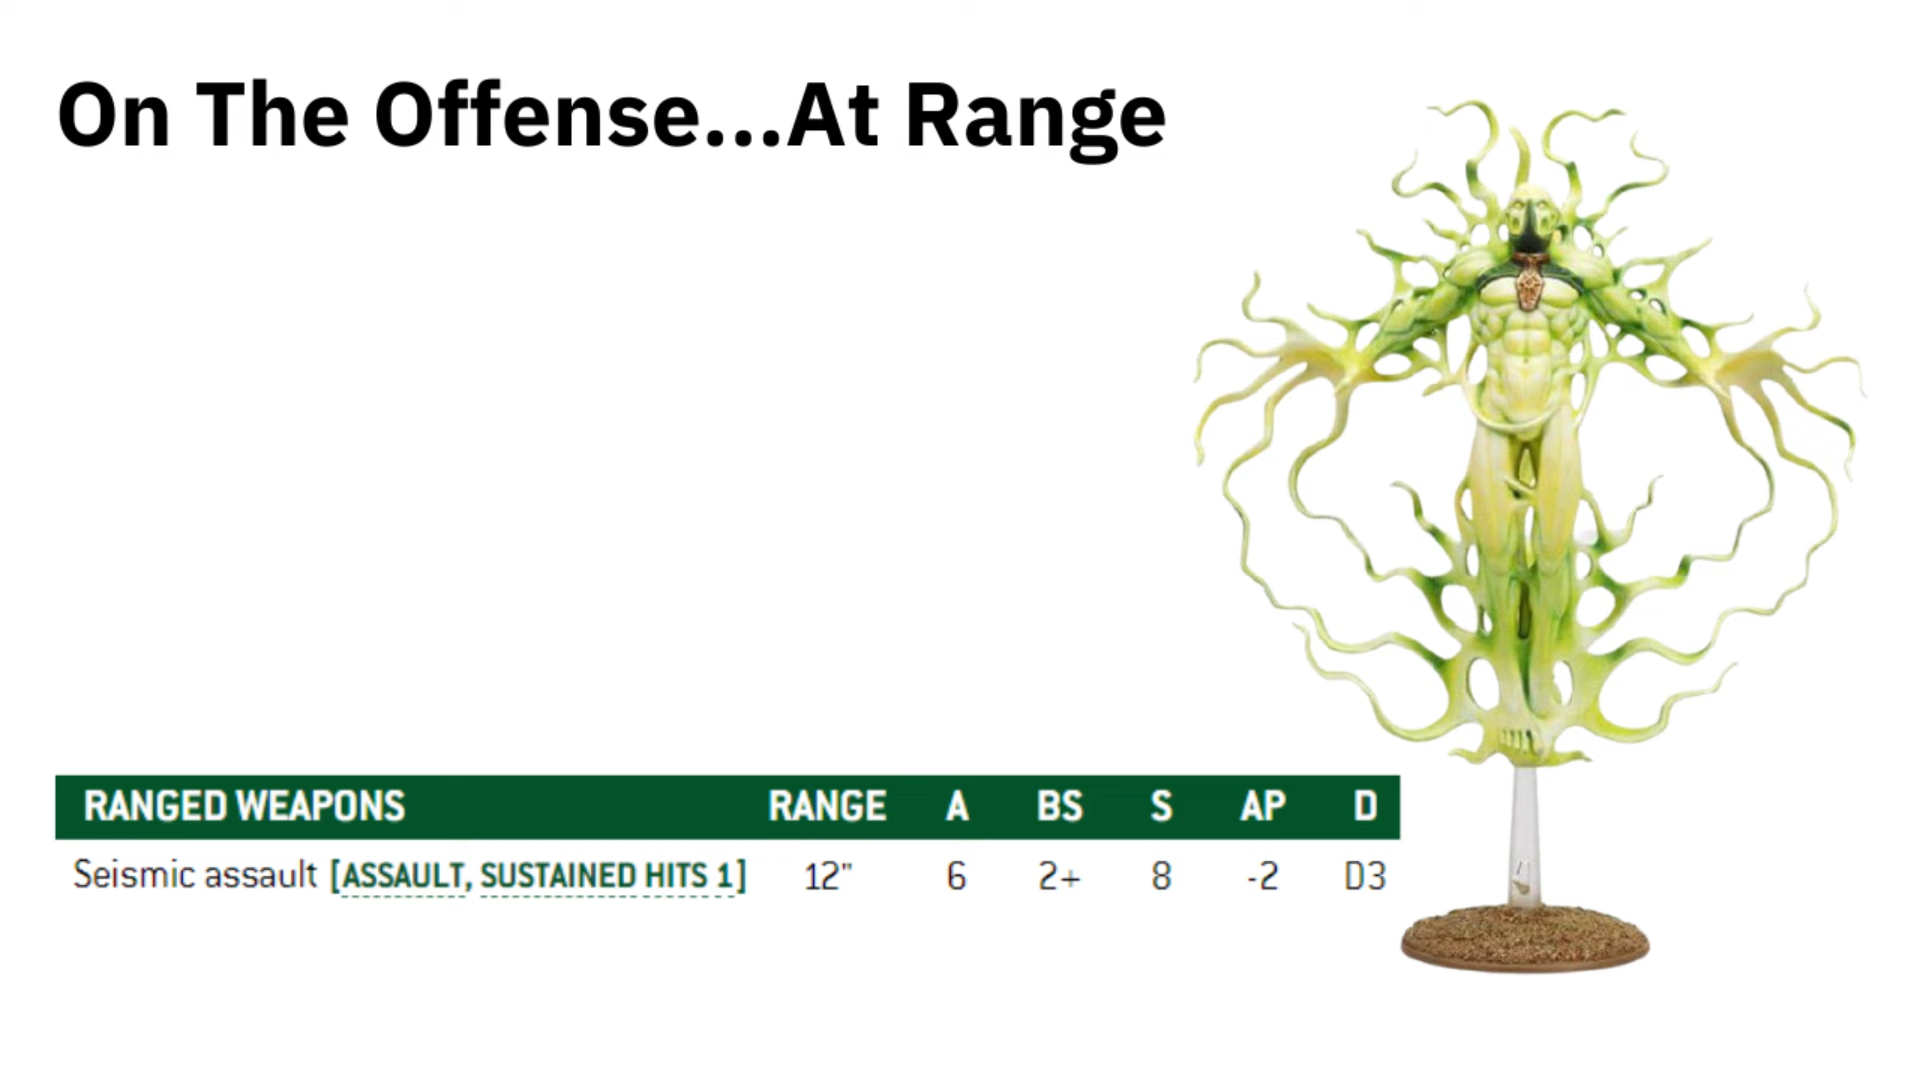 On The Offense...At Range
RANGED WEAPONS RANGE A BS S AP D
Seismic assault [ASSAULT, SUSTAINED HITS 1] 12" 6 2+ 8 -2 D3